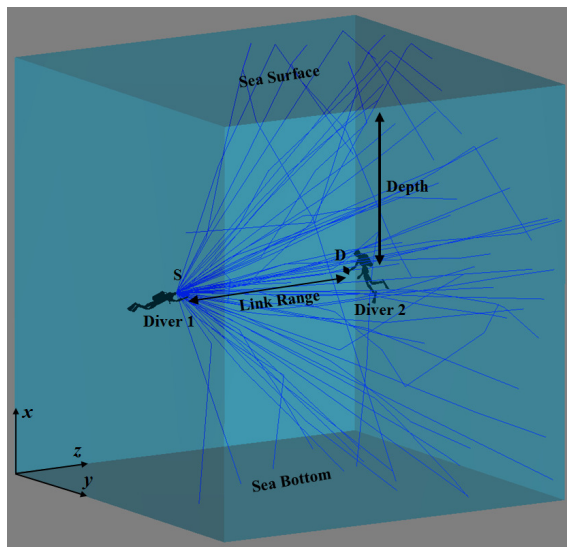 Sea Surface
Depth
S
D
Link Range
Diver 1
Diver 2
x
z
y
Sea Bottom